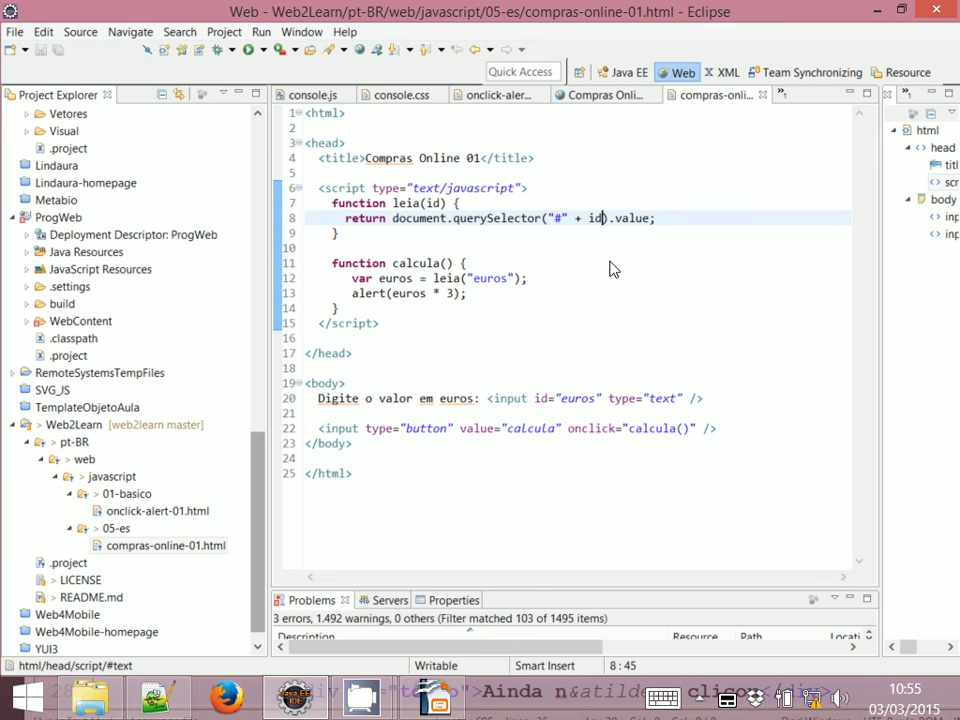 Web - Web2Learn/pt-BR/web/javascript/05-es/compras-online-01.html - Eclipse
File Edit Source Navigate Search Project Run Window Help
Quick Access Java EE Web XML Team Synchronizing Resource
Project Explorer
Vetores
Visual
.project
Lindaura
Lindaura-homepage
Metabio
ProgWeb
Deployment Descriptor: ProgWeb
Java Resources
JavaScript Resources
.settings
build
WebContent
.classpath
.project
RemoteSystemsTempFiles
SVG_JS
TemplateObjetoAula
> Web2Learn [web2learn master]
> pt-BR
> web
> javascript
> 01-basico
onclick-alert-01.html
> 05-es
compras-online-01.html
.project
LICENSE
README.md
Web4Mobile
Web4Mobile-homepage
YUI3
console.js console.css onclick-aler... Compras Onli... compras-onli... »1
1 <html>
2
3 <head>
4 <title>Compras Online 01</title>
5
6 <script type="text/javascript">
7 function leia(id) {
8 return document.querySelector("#" + id).value;
9 }
10
11 function calcula() {
12 var euros = leia("euros");
13 alert(euros * 3);
14 }
15 </script>
16
17 </head>
18
19 <body>
20 Digite o valor em euros: <input id="euros" type="text" />
21
22 <input type="button" value="calcula" onclick="calcula()" />
23 </body>
24
25 </html>
»1
html
head
titl
scr
body
inp
inp
Problems Servers Properties
3 errors, 1.492 warnings, 0 others (Filter matched 103 of 1495 items)
Description Resource Path Locati
html/head/script/#text Writable Smart Insert 8 : 45
Ainda n&atilde
clico
10:55
03/03/2015